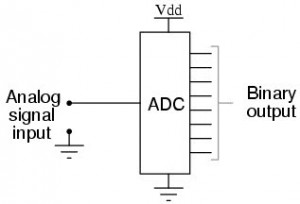 Vdd
Analog
signal
input
ADC
Binary
output